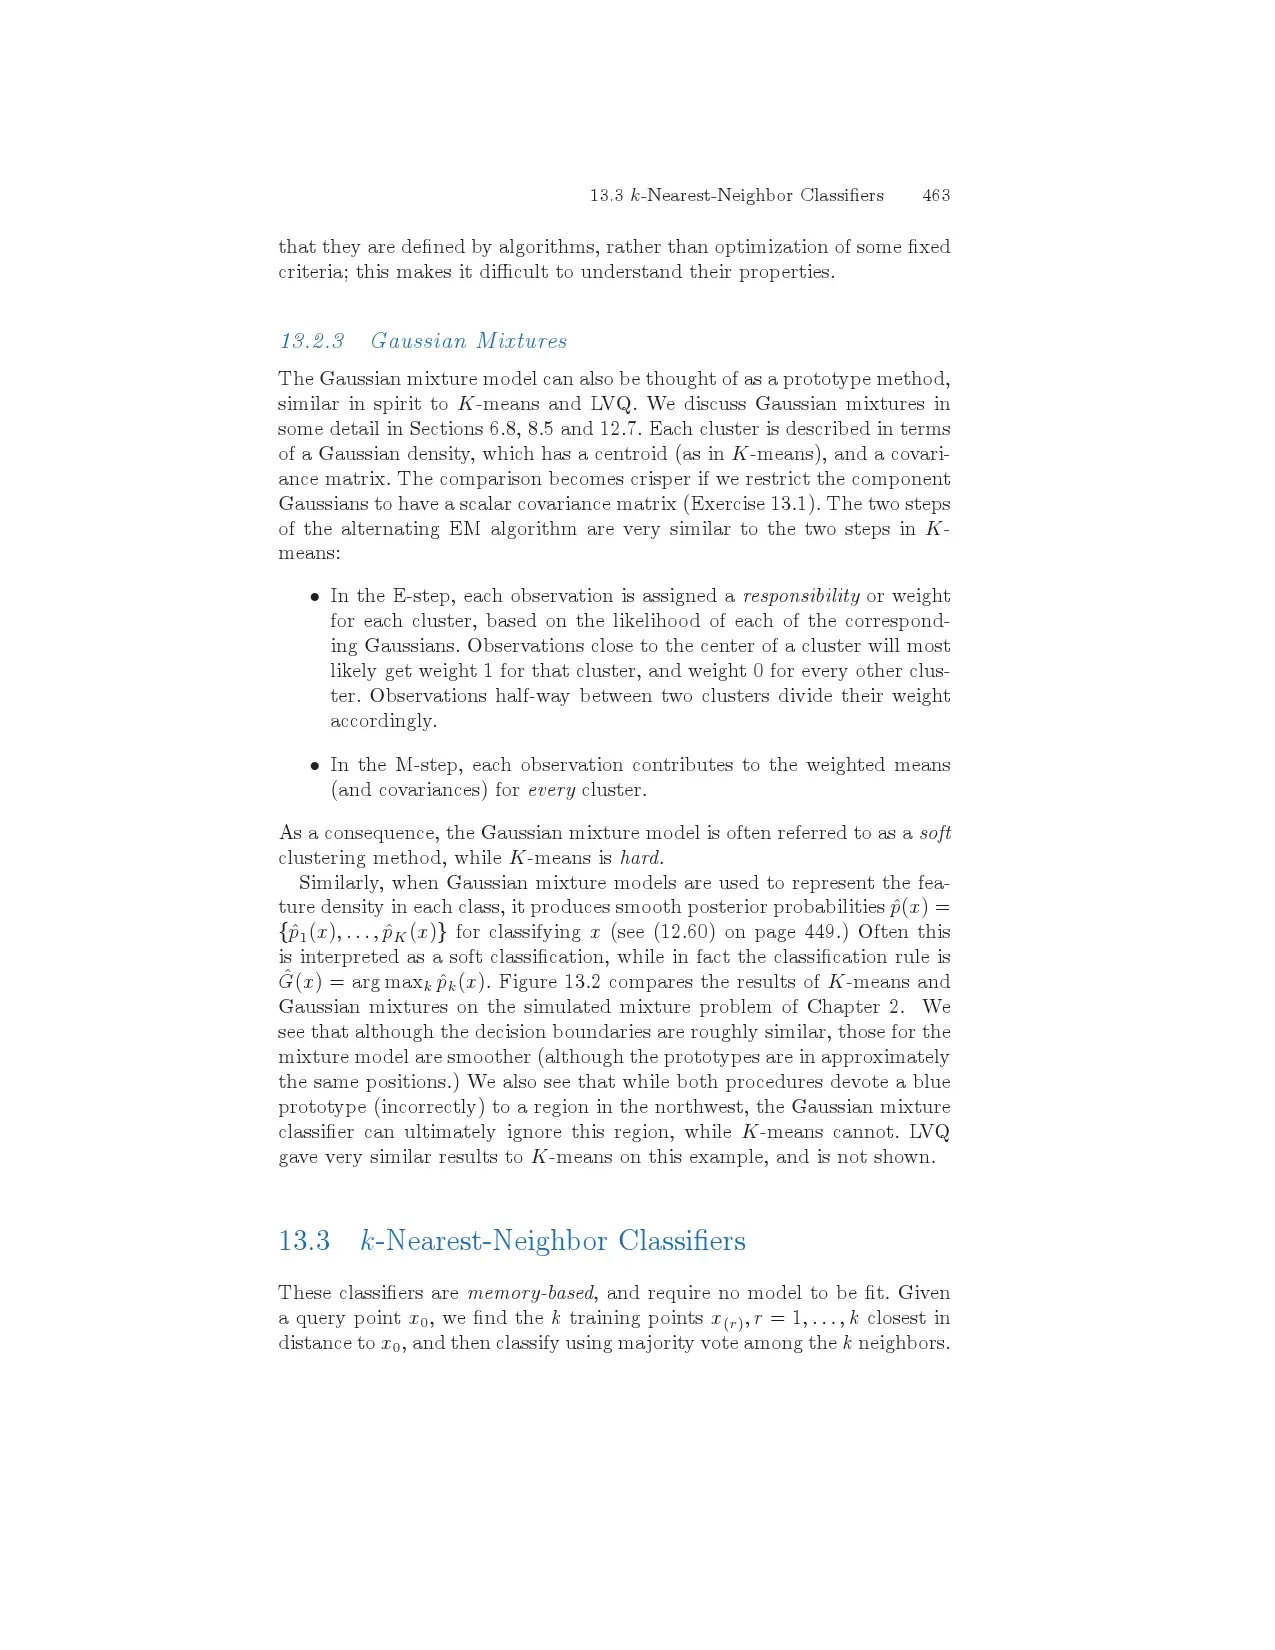 13.3 k-Nearest-Neighbor Classifiers 463
that they are defined by algorithms, rather than optimization of some fixed
criteria; this makes it difficult to understand their properties.
13.2.3 Gaussian Mixtures
The Gaussian mixture model can also be thought of as a prototype method,
similar in spirit to K-means and LVQ. We discuss Gaussian mixtures in
some detail in Sections 6.8, 8.5 and 12.7. Each cluster is described in terms
of a Gaussian density, which has a centroid (as in K-means), and a covari-
ance matrix. The comparison becomes crisper if we restrict the component
Gaussians to have a scalar covariance matrix (Exercise 13.1). The two steps
of the alternating EM algorithm are very similar to the two steps in K-
means:
• In the E-step, each observation is assigned a responsibility or weight
for each cluster, based on the likelihood of each of the correspond-
ing Gaussians. Observations close to the center of a cluster will most
likely get weight 1 for that cluster, and weight 0 for every other clus-
ter. Observations half-way between two clusters divide their weight
accordingly.
• In the M-step, each observation contributes to the weighted means
(and covariances) for every cluster.
As a consequence, the Gaussian mixture model is often referred to as a soft
clustering method, while K-means is hard.
Similarly, when Gaussian mixture models are used to represent the fea-
ture density in each class, it produces smooth posterior probabilities p̂(x) =
{p̂₁(x), . . . , p̂_K(x)} for classifying x (see (12.60) on page 449.) Often this
is interpreted as a soft classification, while in fact the classification rule is
Ĝ(x) = arg max_k p̂_k(x). Figure 13.2 compares the results of K-means and
Gaussian mixtures on the simulated mixture problem of Chapter 2. We
see that although the decision boundaries are roughly similar, those for the
mixture model are smoother (although the prototypes are in approximately
the same positions.) We also see that while both procedures devote a blue
prototype (incorrectly) to a region in the northwest, the Gaussian mixture
classifier can ultimately ignore this region, while K-means cannot. LVQ
gave very similar results to K-means on this example, and is not shown.
13.3 k-Nearest-Neighbor Classifiers
These classifiers are memory-based, and require no model to be fit. Given
a query point x₀, we find the k training points x₍r₎, r = 1, . . . , k closest in
distance to x₀, and then classify using majority vote among the k neighbors.